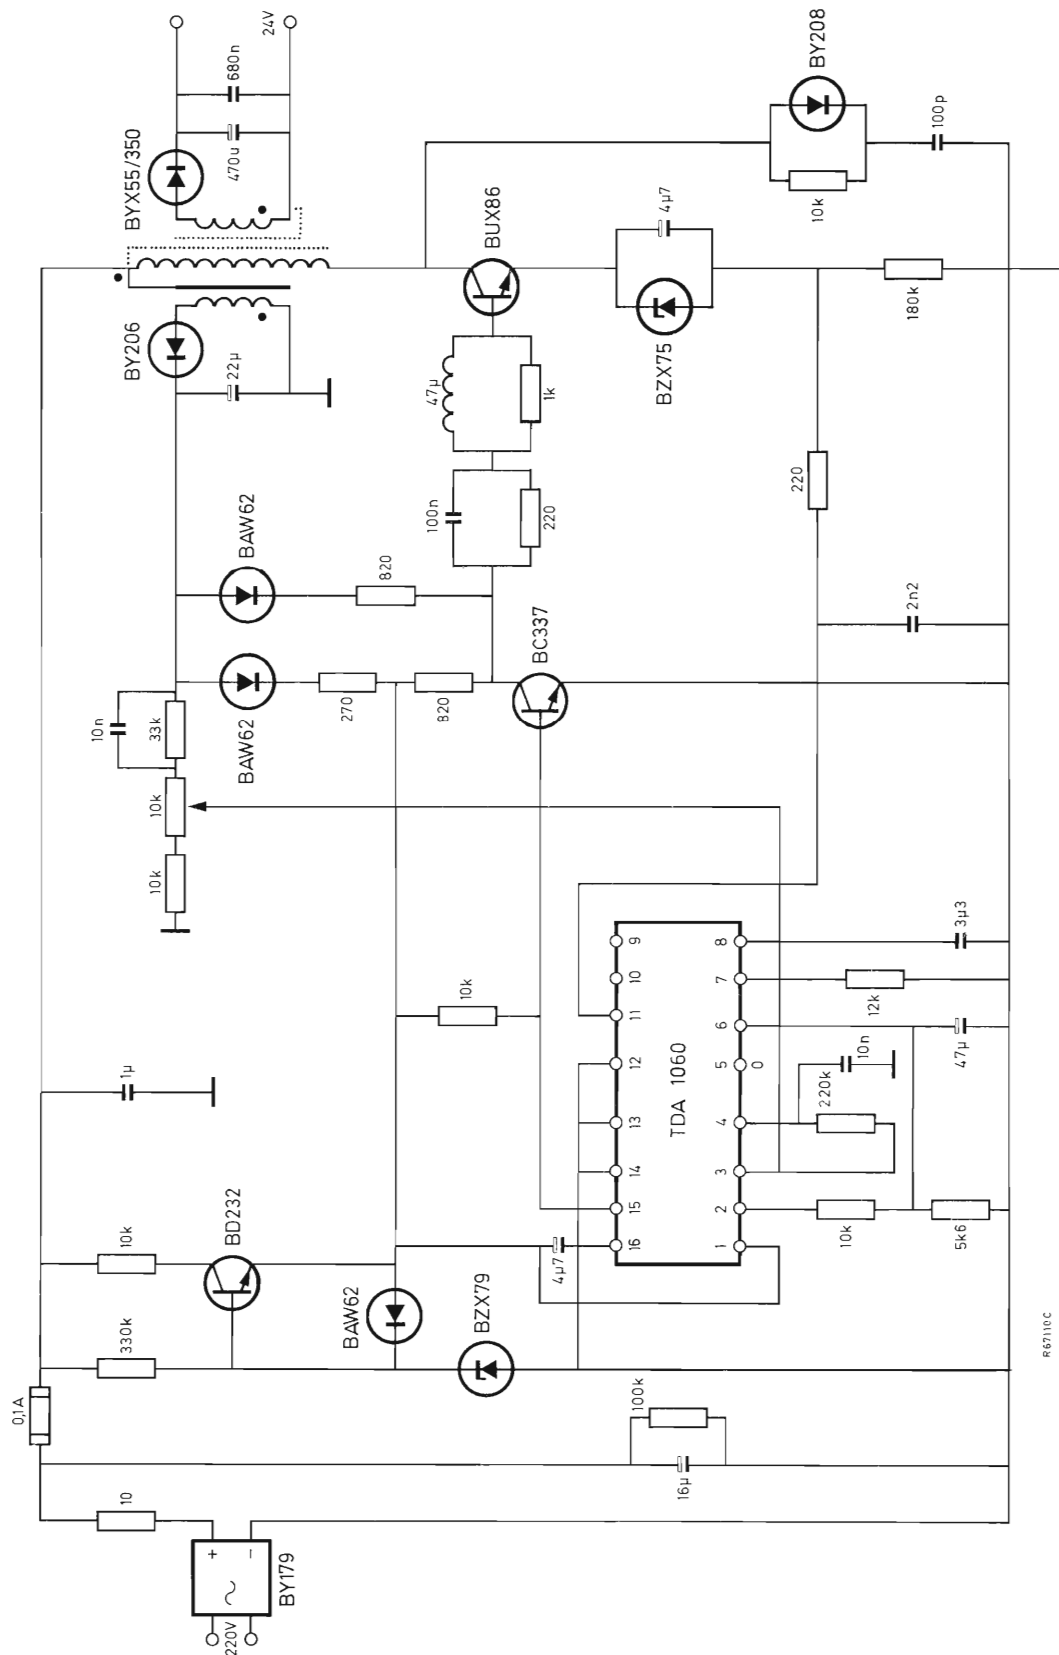 24V
680n
470u
BYX55/350
BY208
100p
10k
BUX86
4µ7
BZX75
180k
BY206
22µ
47µ
1k
100n
220
220
BAW62
820
BC337
2n2
BAW62
270
820
10n
33k
10k
10k
10k
1µ
TDA 1060
9
10
11
12
13
14
15
16
8
7
6
5
0
4
3
2
1
3µ3
12k
47µ
10n
220k
10k
5k6
4µ7
BD232
10k
330k
BAW62
BZX79
0,1A
100k
16µ
10
+
−
BY179
220V
R67110C